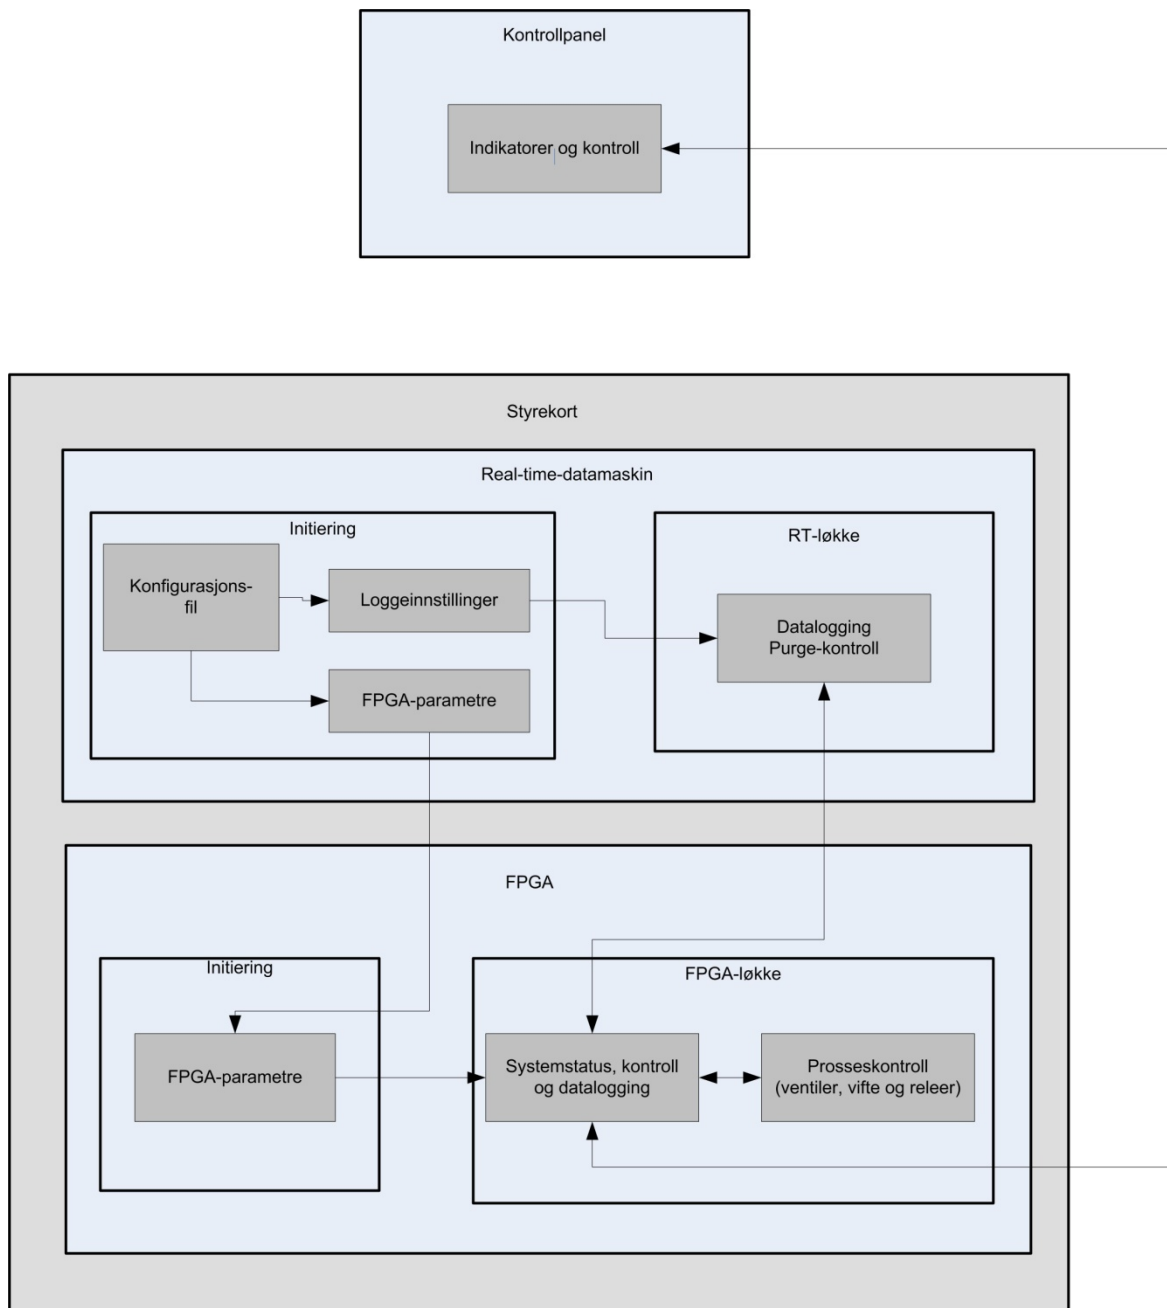 Kontrollpanel
Indikatorer og kontroll
Styrekort
Real-time-datamaskin
Initiering
Konfigurasjons-
fil
Loggeinnstillinger
FPGA-parametre
RT-løkke
Datalogging
Purge-kontroll
FPGA
Initiering
FPGA-parametre
FPGA-løkke
Systemstatus, kontroll
og datalogging
Prosseskontroll
(ventiler, vifte og releer)